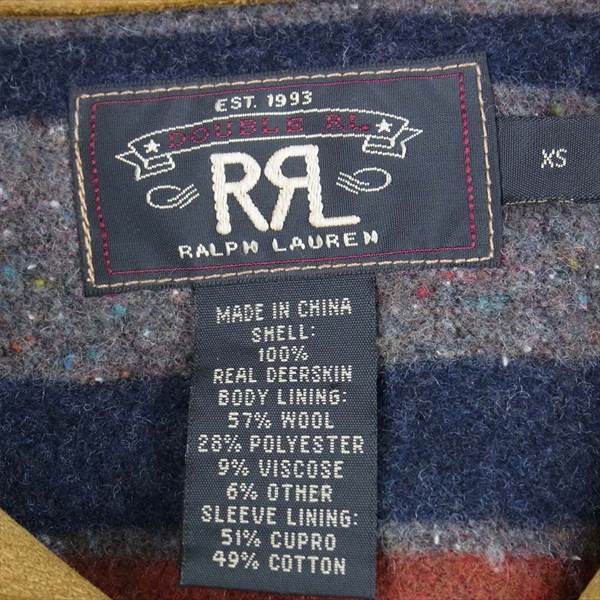 EST. 1993
DOUBLE RL
RRL
RALPH LAUREN
XS
MADE IN CHINA
SHELL:
100%
REAL DEERSKIN
BODY LINING:
57% WOOL
28% POLYESTER
9% VISCOSE
6% OTHER
SLEEVE LINING:
51% CUPRO
49% COTTON